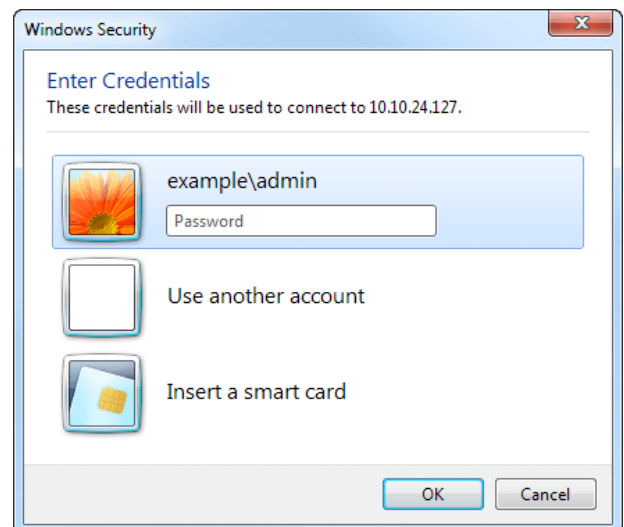 Windows Security
Enter Credentials
These credentials will be used to connect to 10.10.24.127.
example\admin
Password
Use another account
Insert a smart card
OK Cancel